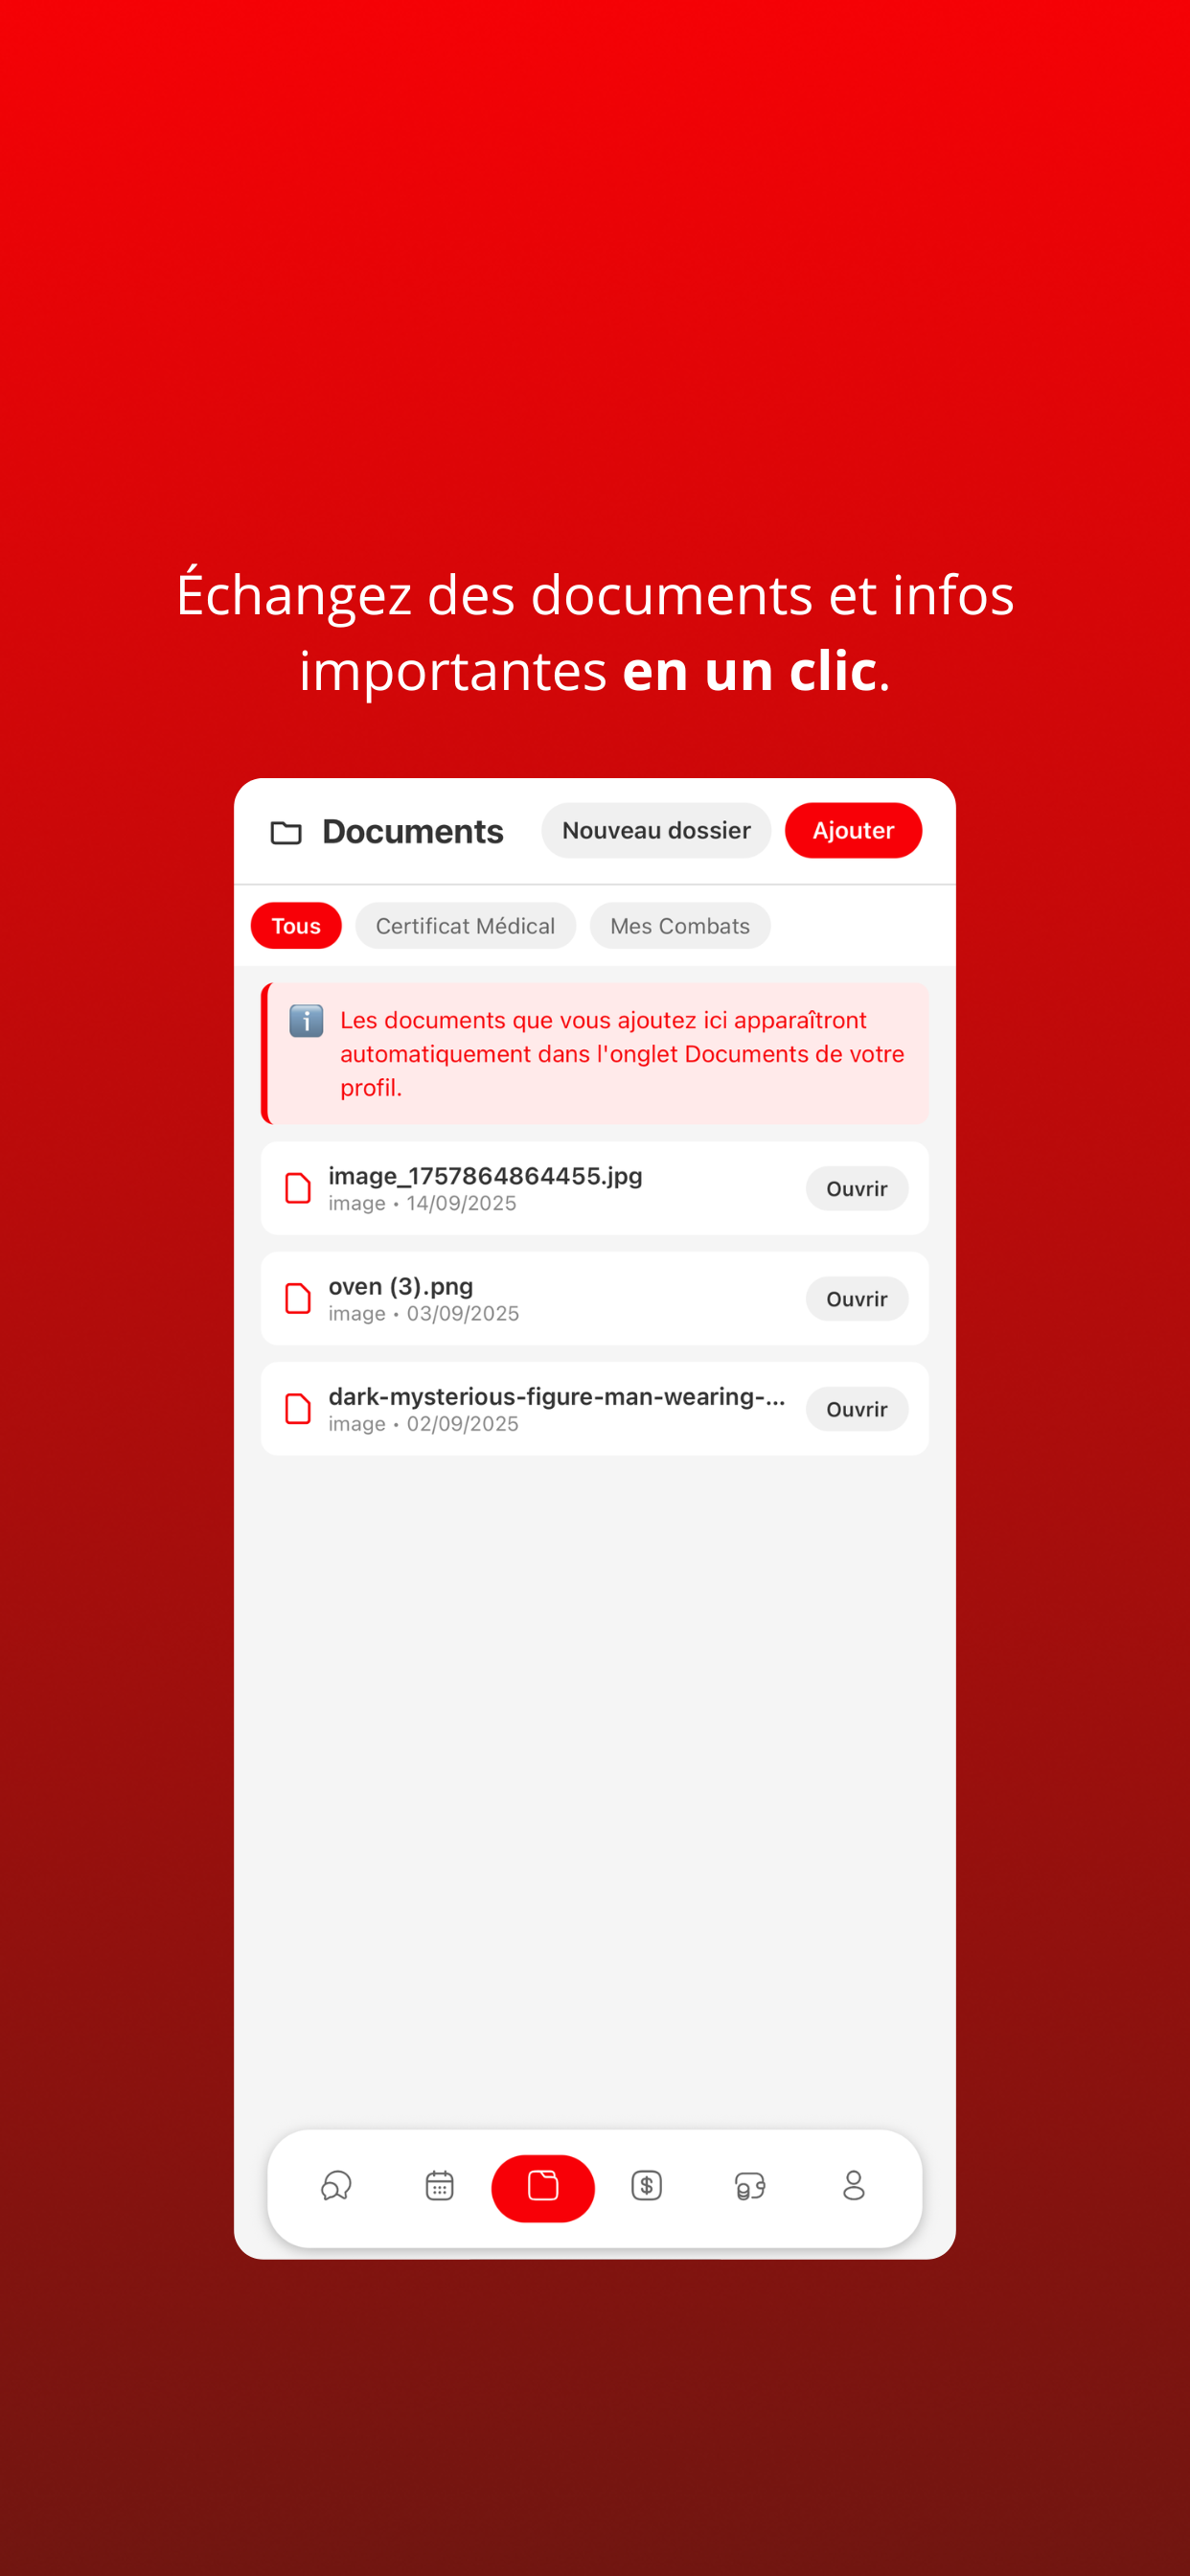 Échangez des documents et infos
importantes en un clic.
Documents
Nouveau dossier
Ajouter
Tous
Certificat Médical
Mes Combats
Les documents que vous ajoutez ici apparaîtront
automatiquement dans l'onglet Documents de votre
profil.
image_1757864864455.jpg
image • 14/09/2025
Ouvrir
oven (3).png
image • 03/09/2025
Ouvrir
dark-mysterious-figure-man-wearing-...
image • 02/09/2025
Ouvrir